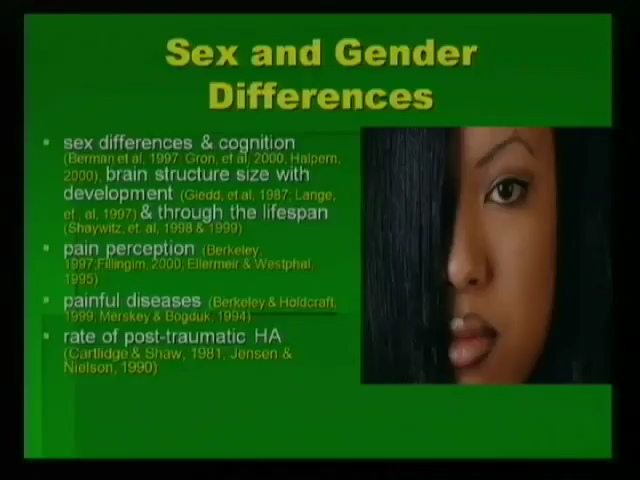 Sex and Gender
Differences
sex differences & cognition
(Berman et al, 1997: Gron, et al, 2000, Halpern,
2000), brain structure size with
development (Giedd, et al, 1987; Lange,
et, al, 1997) & through the lifespan
(Shaywitz, et. al, 1998 & 1999)
pain perception (Berkeley,
1997;Fillingim, 2000, Ellermeir & Westphal,
1995)
painful diseases (Berkeley & Holdcraft,
1999; Merskey & Bogduk, 1994)
rate of post-traumatic HA
(Cartlidge & Shaw, 1981, Jensen &
Nielson, 1990)